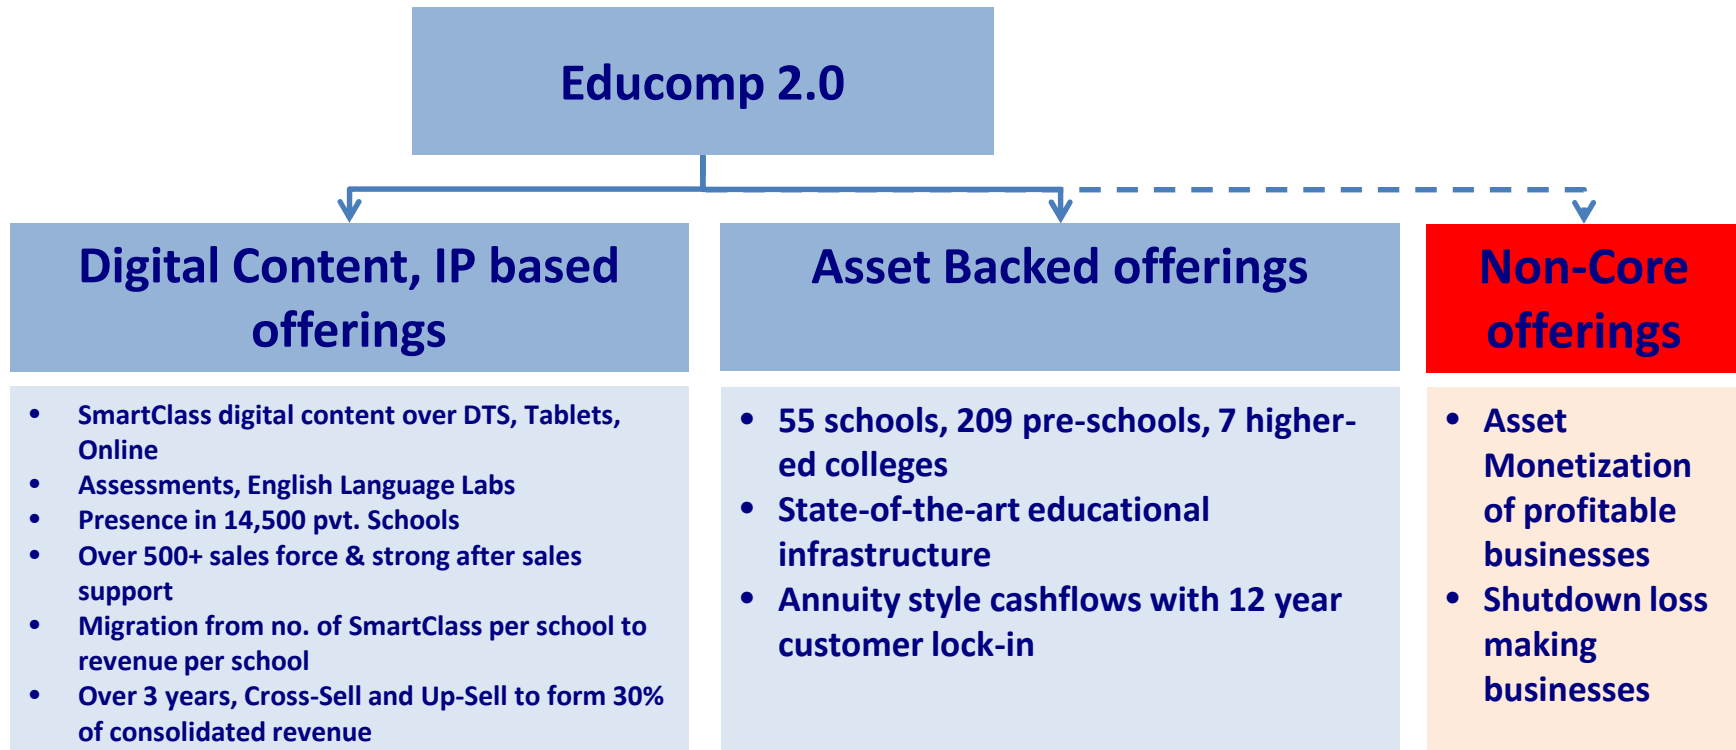 Educomp 2.0
Digital Content, IP based
offerings
• SmartClass digital content over DTS, Tablets,
Online
• Assessments, English Language Labs
• Presence in 14,500 pvt. Schools
• Over 500+ sales force & strong after sales
support
• Migration from no. of SmartClass per school to
revenue per school
• Over 3 years, Cross-Sell and Up-Sell to form 30%
of consolidated revenue
Asset Backed offerings
• 55 schools, 209 pre-schools, 7 higher-
ed colleges
• State-of-the-art educational
infrastructure
• Annuity style cashflows with 12 year
customer lock-in
Non-Core
offerings
• Asset
Monetization
of profitable
businesses
• Shutdown loss
making
businesses